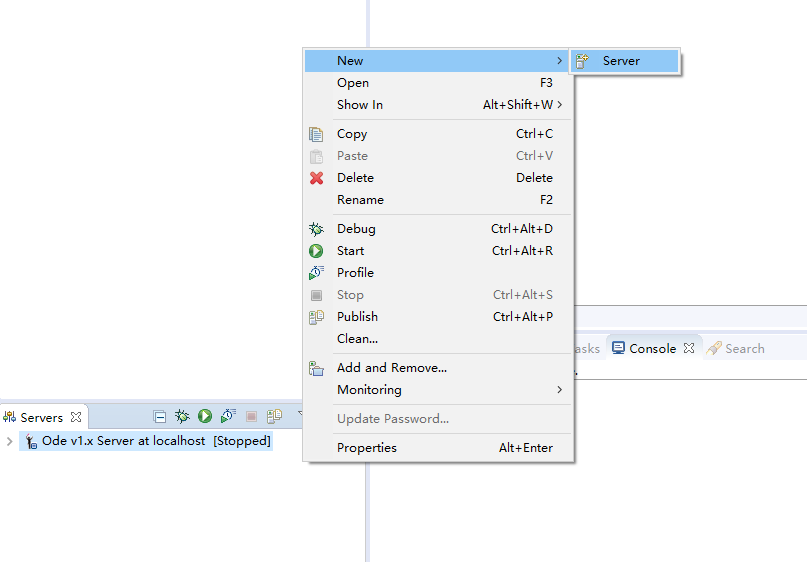 New
Server
Open F3
Show In Alt+Shift+W
Copy Ctrl+C
Paste Ctrl+V
Delete Delete
Rename F2
Debug Ctrl+Alt+D
Start Ctrl+Alt+R
Profile
Stop Ctrl+Alt+S
Publish Ctrl+Alt+P
Clean...
asks Console Search
Add and Remove...
Monitoring
Servers
Update Password...
Ode v1.x Server at localhost [Stopped]
Properties Alt+Enter